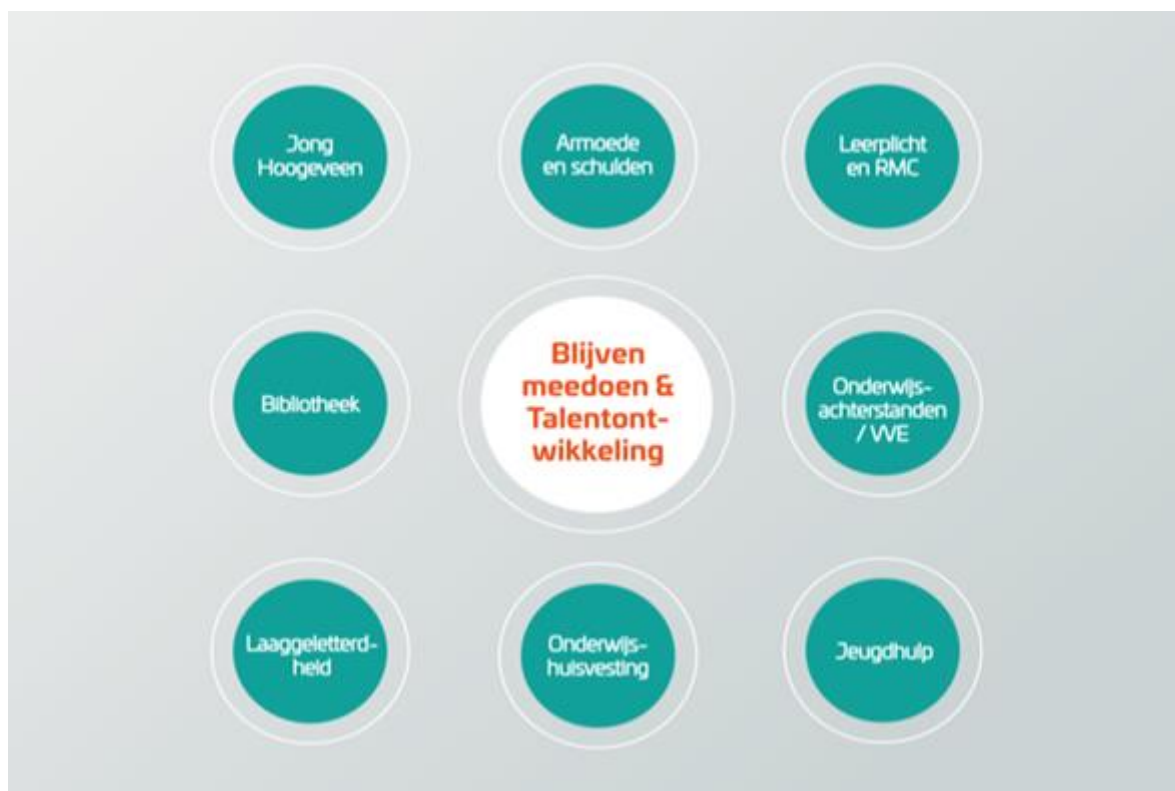 Jong
Hoogeveen
Armoede
en schulden
Leerplicht
en RMC
Bibliotheek
Blijven
meedoen &
Talentont-
wikkeling
Onderwijs-
achterstanden
/ VVE
Laaggeletterd-
heid
Onderwijs-
huisvesting
Jeugdhulp